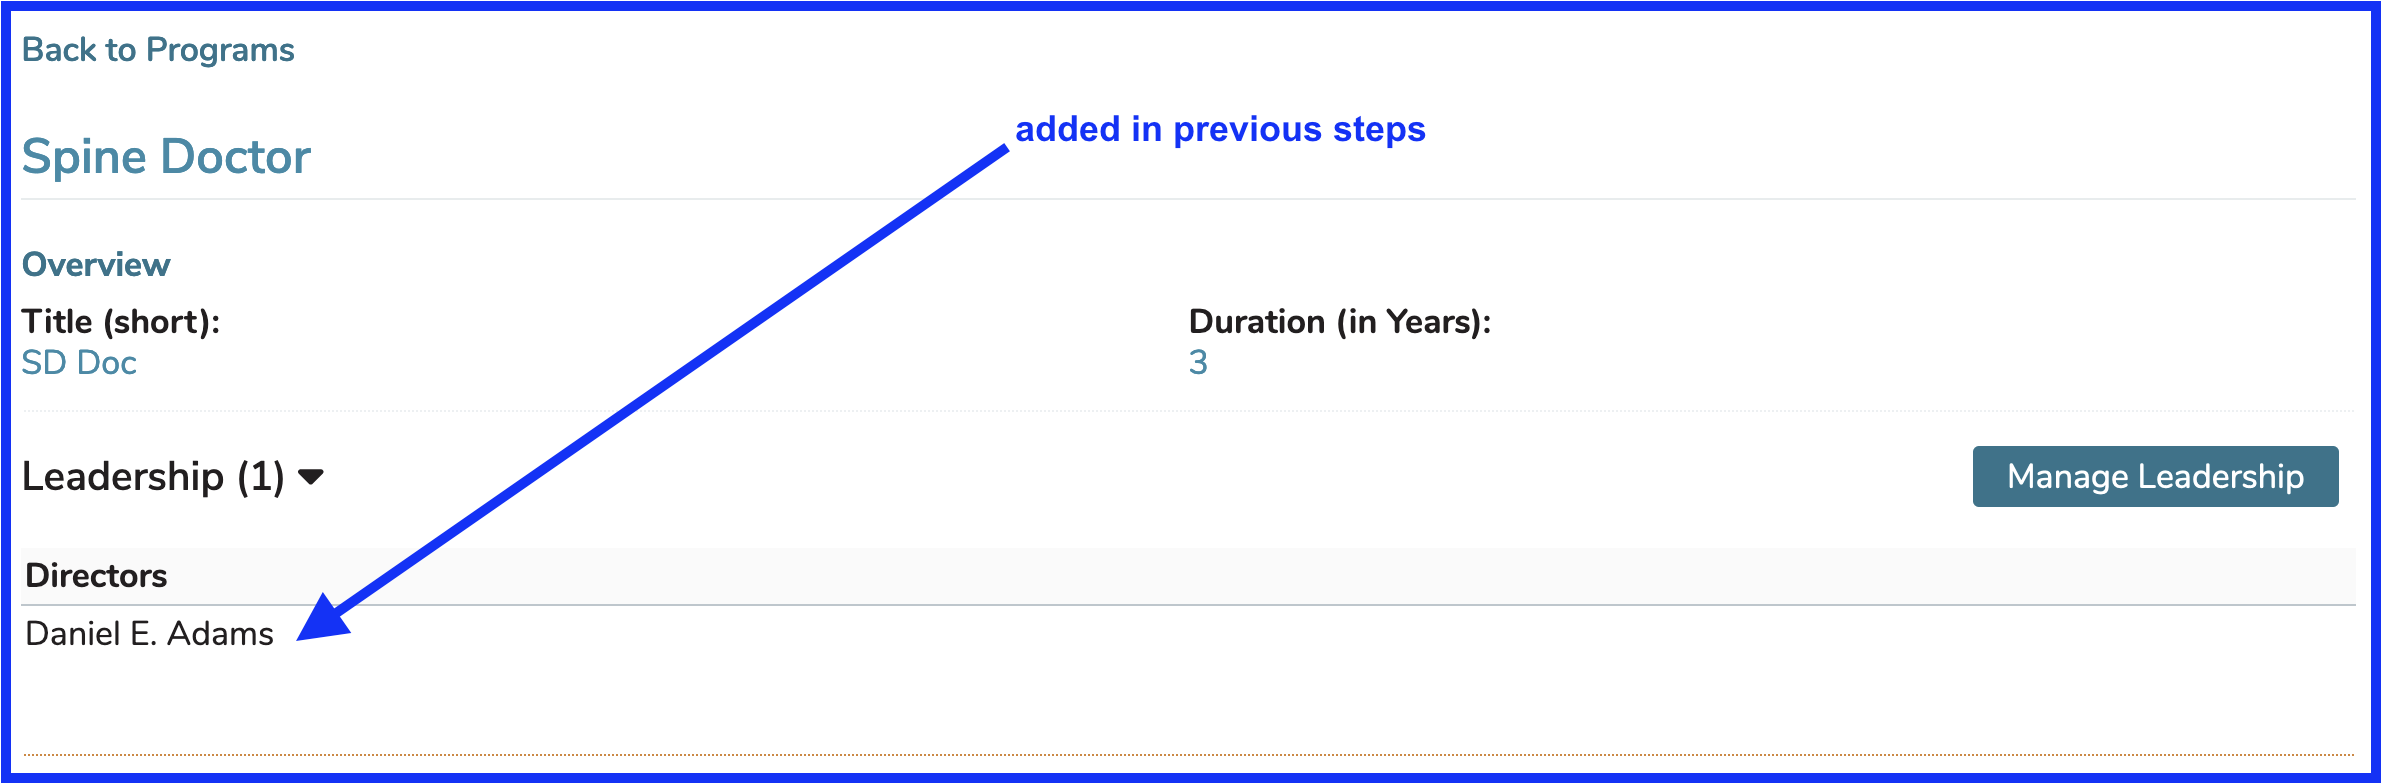 Back to Programs
added in previous steps
Spine Doctor
Overview
Title (short):
SD Doc
Duration (in Years):
3
Leadership (1)
Manage Leadership
Directors
Daniel E. Adams